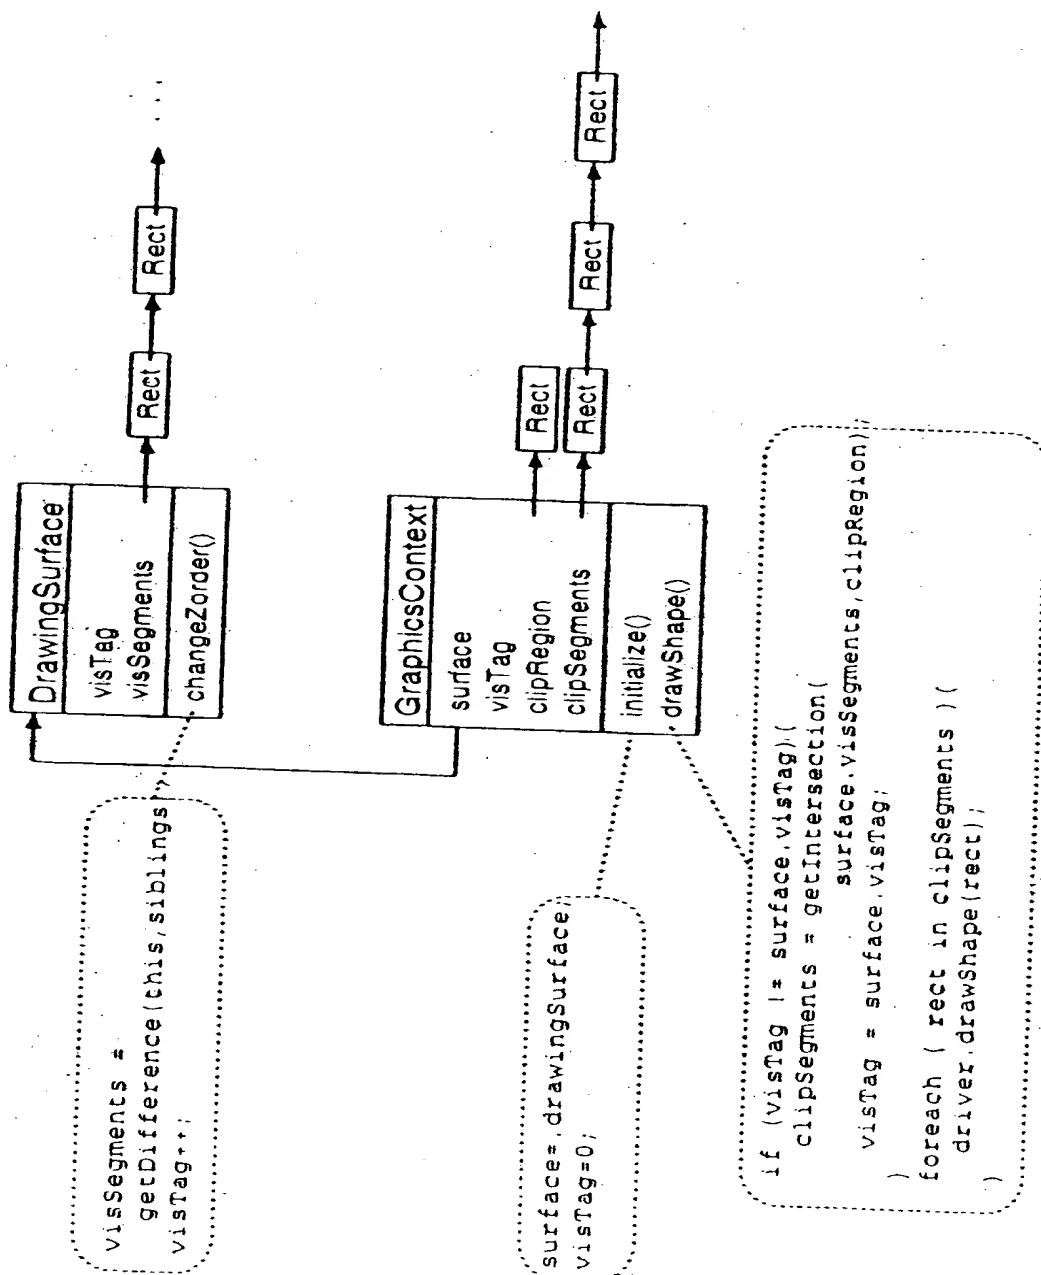 DrawingSurface
visTag
visSegments
changeZorder()
Rect
Rect
. . .
visSegments =
getDifference(this,siblings
visTag++;
GraphicsContext
surface
visTag
clipRegion
clipSegments
initialize()
drawShape()
Rect
Rect
Rect
Rect
surface=.drawingSurface;
visTag=0;
if (visTag != surface.visTag)(
clipSegments = getIntersection(
surface.visSegments,clipRegion);
visTag = surface.visTag;
)
foreach ( rect in clipSegments )(
driver.drawShape(rect);
)